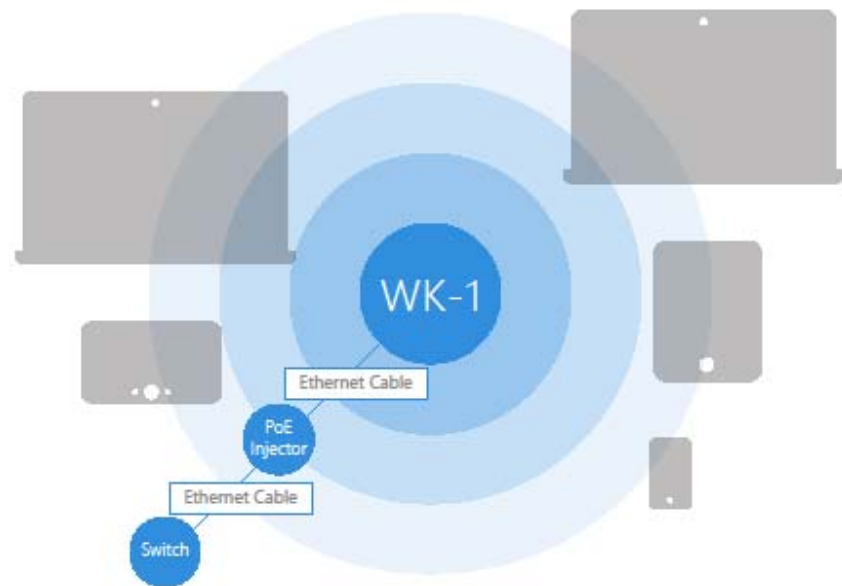 WK-1
Ethernet Cable
PoE
Injector
Ethernet Cable
Switch